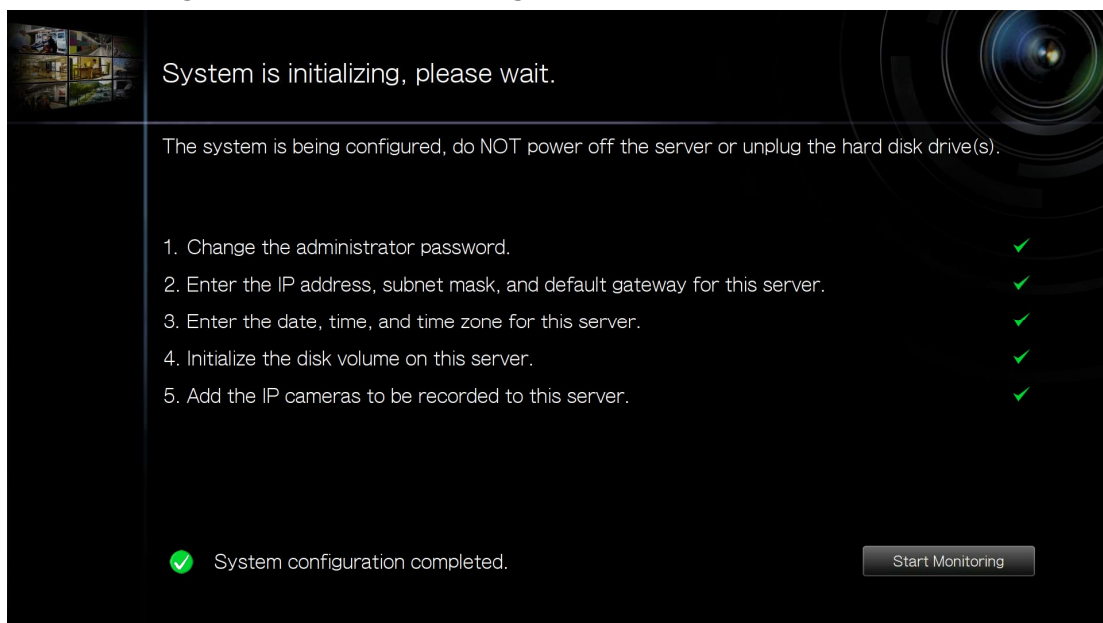 System is initializing, please wait.
The system is being configured, do NOT power off the server or unplug the hard disk drive(s).
1. Change the administrator password.
2. Enter the IP address, subnet mask, and default gateway for this server.
3. Enter the date, time, and time zone for this server.
4. Initialize the disk volume on this server.
5. Add the IP cameras to be recorded to this server.
System configuration completed.
Start Monitoring